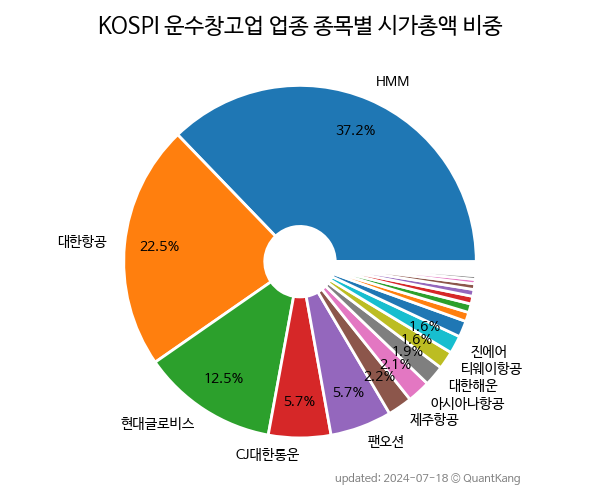 KOSPI 운수창고업 업종 종목별 시가총액 비중
HMM
37.2%
대한항공
22.5%
현대글로비스
12.5%
CJ대한통운
5.7%
팬오션
5.7%
제주항공
2.2%
아시아나항공
2.1%
대한해운
1.9%
티웨이항공
1.6%
진에어
1.6%
updated: 2024-07-18 © QuantKang